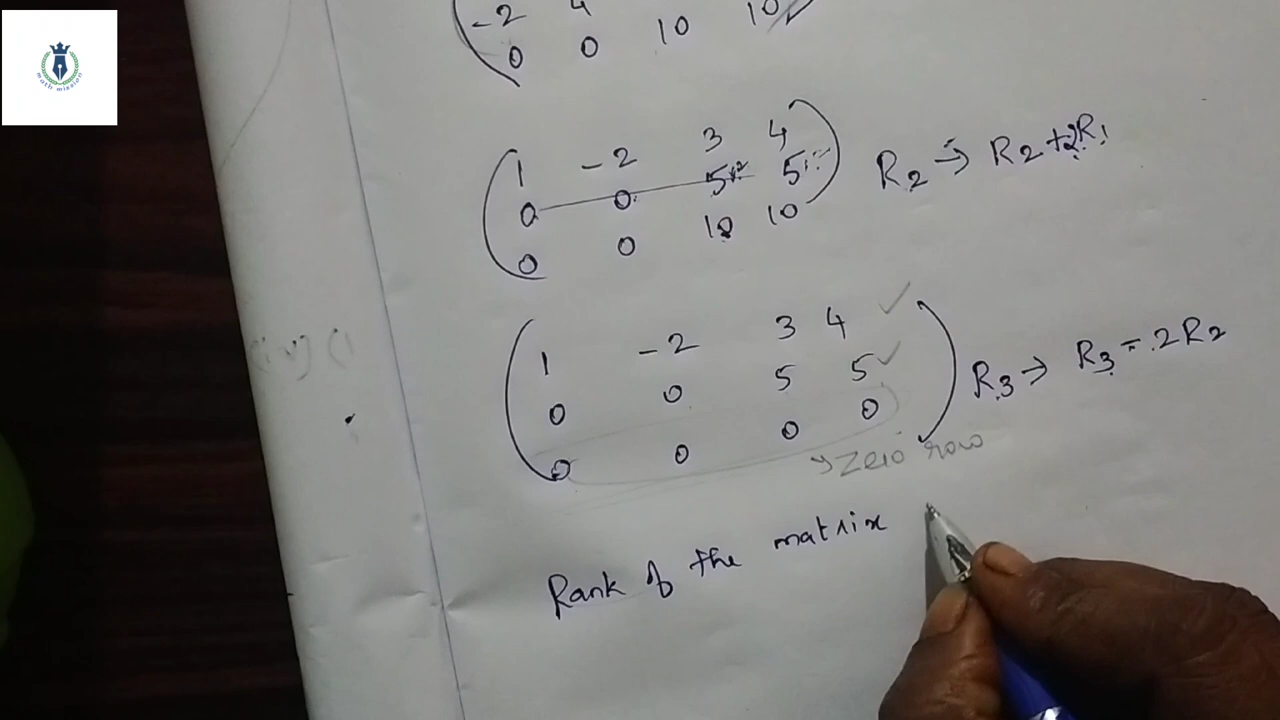 math mission
-2 4
0 0 10 10
1 -2 3 4
0 0 5 5 R₂ → R₂ + 2R₁
0 0 10 10
1 -2 3 4 ✓
0 0 5 5 ✓ R₃ → R₃ - 2R₂
0 0 0 0
→ Zero row
Rank of the matrix